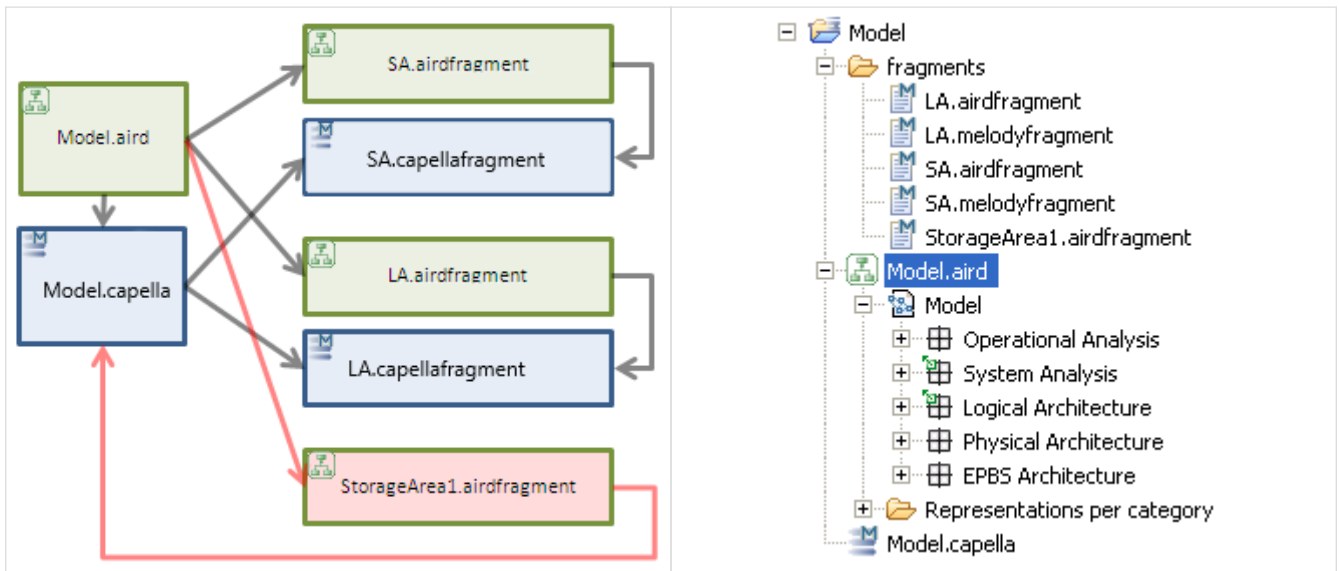 SA.airdfragment
Model.aird
SA.capellafragment
LA.airdfragment
Model.capella
LA.capellafragment
StorageArea1.airdfragment
Model
fragments
LA.airdfragment
LA.melodyfragment
SA.airdfragment
SA.melodyfragment
StorageArea1.airdfragment
Model.aird
Model
Operational Analysis
System Analysis
Logical Architecture
Physical Architecture
EPBS Architecture
Representations per category
Model.capella